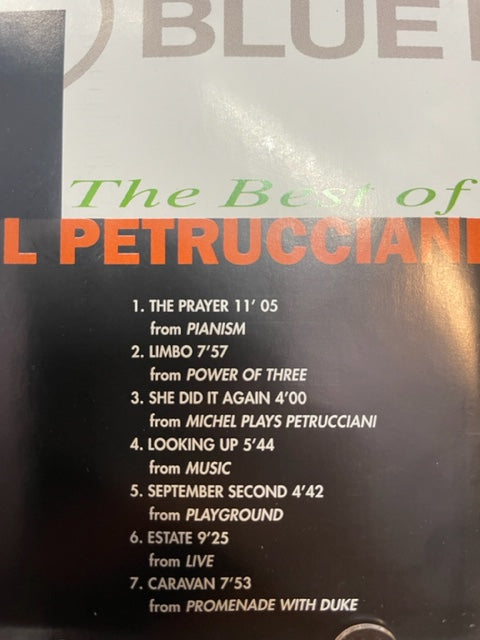 BLUE
The Best of
L PETRUCCIANI
1. THE PRAYER 11' 05
from PIANISM
2. LIMBO 7'57
from POWER OF THREE
3. SHE DID IT AGAIN 4'00
from MICHEL PLAYS PETRUCCIANI
4. LOOKING UP 5'44
from MUSIC
5. SEPTEMBER SECOND 4'42
from PLAYGROUND
6. ESTATE 9'25
from LIVE
7. CARAVAN 7'53
from PROMENADE WITH DUKE